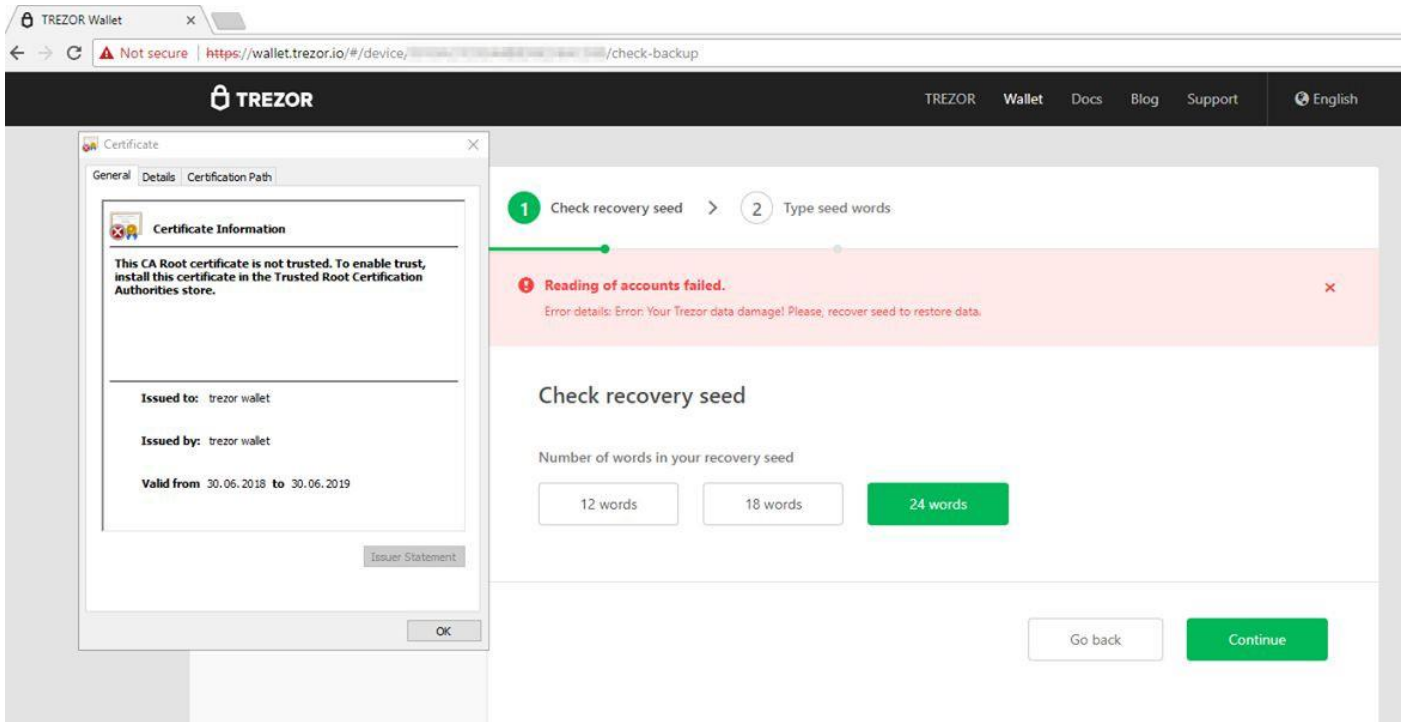 TREZOR Wallet
Not secure | https://wallet.trezor.io/#/device/ /check-backup
TREZOR
TREZOR Wallet Docs Blog Support English
Certificate
General Details Certification Path
Certificate Information
This CA Root certificate is not trusted. To enable trust,
install this certificate in the Trusted Root Certification
Authorities store.
Issued to: trezor wallet
Issued by: trezor wallet
Valid from 30.06.2018 to 30.06.2019
Issuer Statement
OK
1 Check recovery seed > 2 Type seed words
Reading of accounts failed.
Error details: Error: Your Trezor data damage! Please, recover seed to restore data.
Check recovery seed
Number of words in your recovery seed
12 words 18 words 24 words
Go back Continue